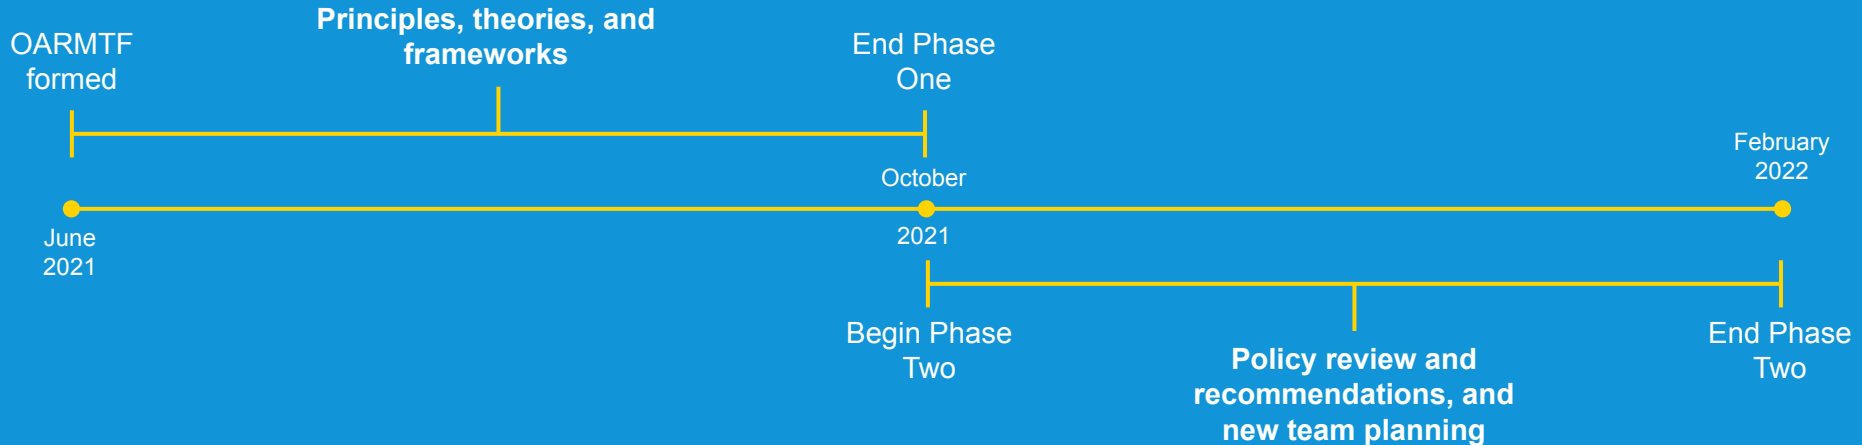 OARMTF
formed
Principles, theories, and
frameworks
End Phase
One
June
2021
October
2021
February
2022
Begin Phase
Two
Policy review and
recommendations, and
new team planning
End Phase
Two